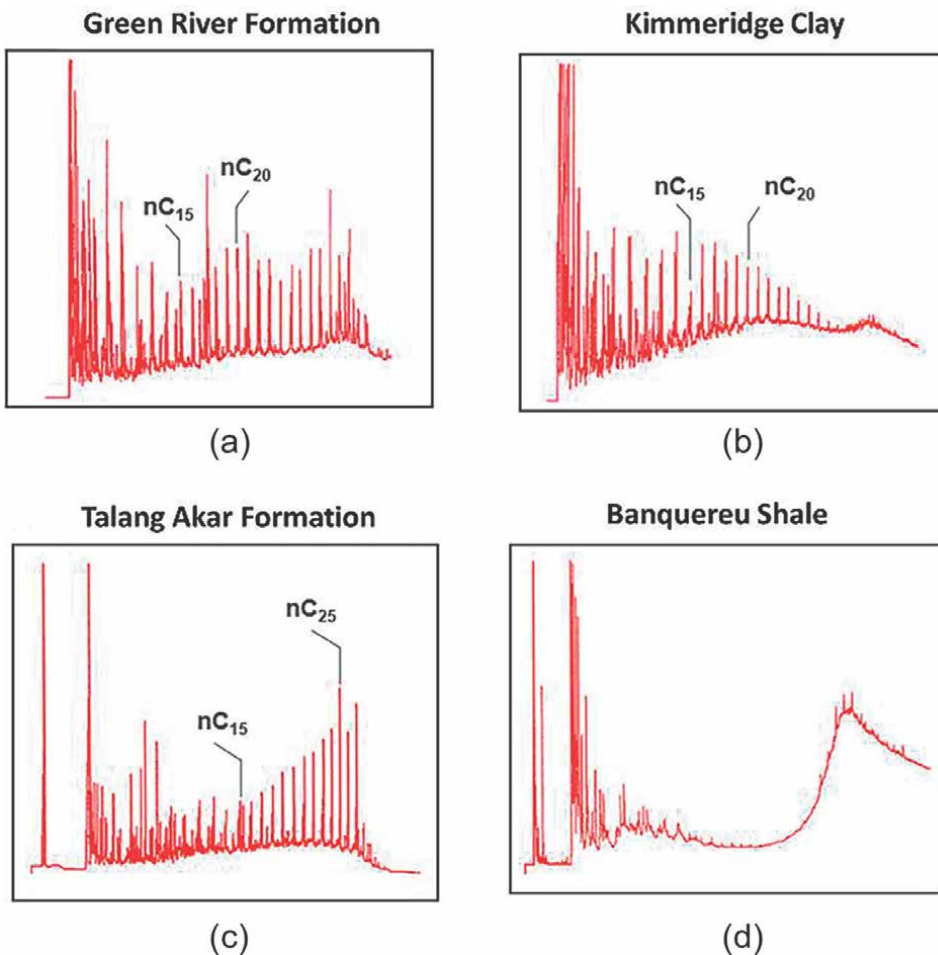 Green River Formation
Kimmeridge Clay
nC₂₀
nC₁₅
nC₁₅
nC₂₀
(a)
(b)
Talang Akar Formation
Banquereu Shale
nC₂₅
nC₁₅
(c)
(d)